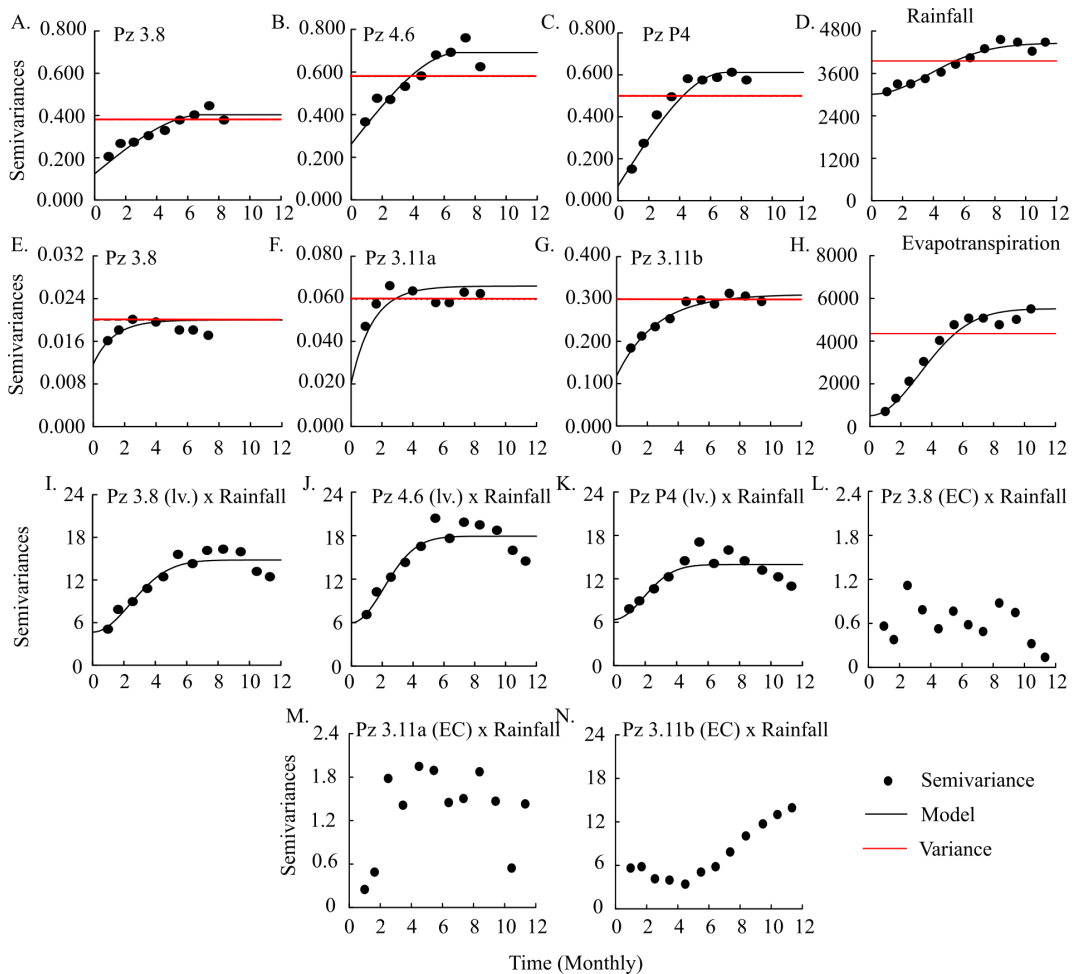 A. Pz 3.8
0.800
0.600
0.400
0.200
0.000
0 2 4 6 8 10 12
B. Pz 4.6
0.800
0.600
0.400
0.200
0.000
0 2 4 6 8 10 12
C. Pz P4
0.800
0.600
0.400
0.200
0.000
0 2 4 6 8 10 12
D. Rainfall
4800
3600
2400
1200
0
0 2 4 6 8 10 12
Semivariances
E. Pz 3.8
0.032
0.024
0.016
0.008
0.000
0 2 4 6 8 10 12
F. Pz 3.11a
0.080
0.060
0.040
0.020
0.000
0 2 4 6 8 10 12
G. Pz 3.11b
0.400
0.300
0.200
0.100
0.000
0 2 4 6 8 10 12
H. Evapotranspiration
8000
6000
4000
2000
0
0 2 4 6 8 10 12
Semivariances
I. Pz 3.8 (lv.) x Rainfall
24
18
12
6
0
0 2 4 6 8 10 12
J. Pz 4.6 (lv.) x Rainfall
24
18
12
6
0
0 2 4 6 8 10 12
K. Pz P4 (lv.) x Rainfall
24
18
12
6
0
0 2 4 6 8 10 12
L. Pz 3.8 (EC) x Rainfall
2.4
1.8
1.2
0.6
0
0 2 4 6 8 10 12
Semivariances
M. Pz 3.11a (EC) x Rainfall
2.4
1.8
1.2
0.6
0
0 2 4 6 8 10 12
N. Pz 3.11b (EC) x Rainfall
24
18
12
6
0
0 2 4 6 8 10 12
Semivariances
Semivariance
Model
Variance
Time (Monthly)